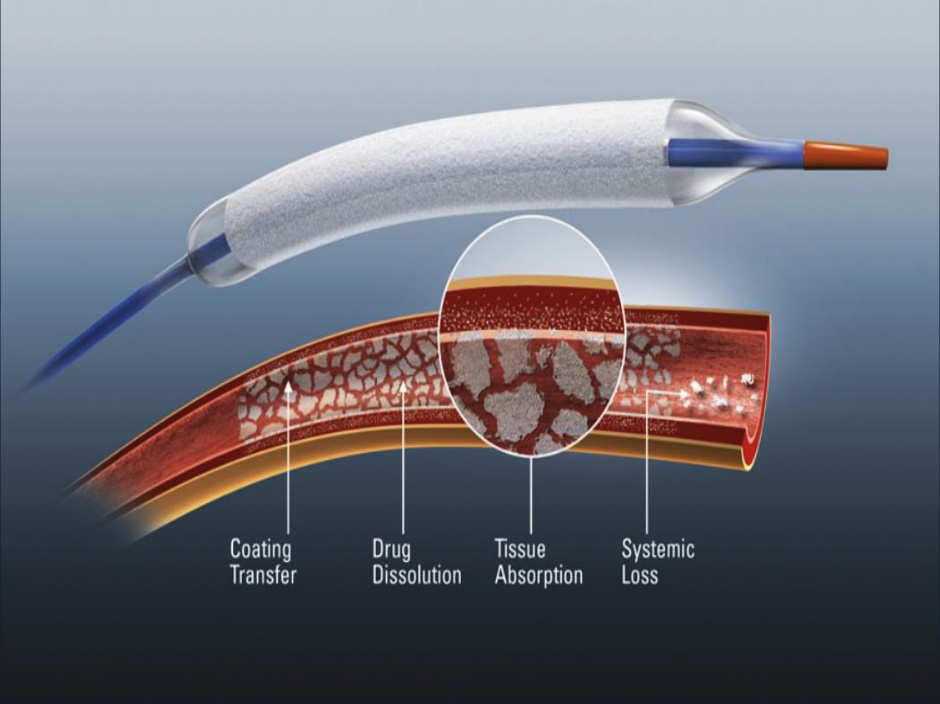 Coating
Transfer
Drug
Dissolution
Tissue
Absorption
Systemic
Loss